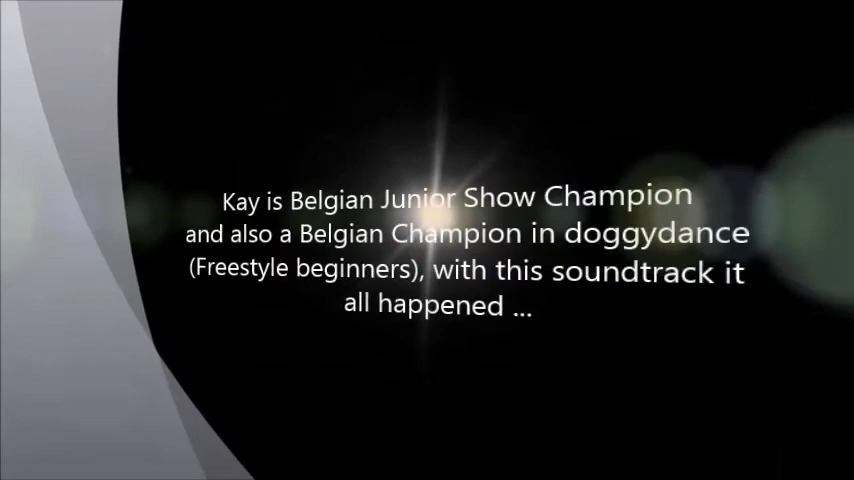 Kay is Belgian Junior Show Champion
and also a Belgian Champion in doggydance
(Freestyle beginners), with this soundtrack it
all happened ...